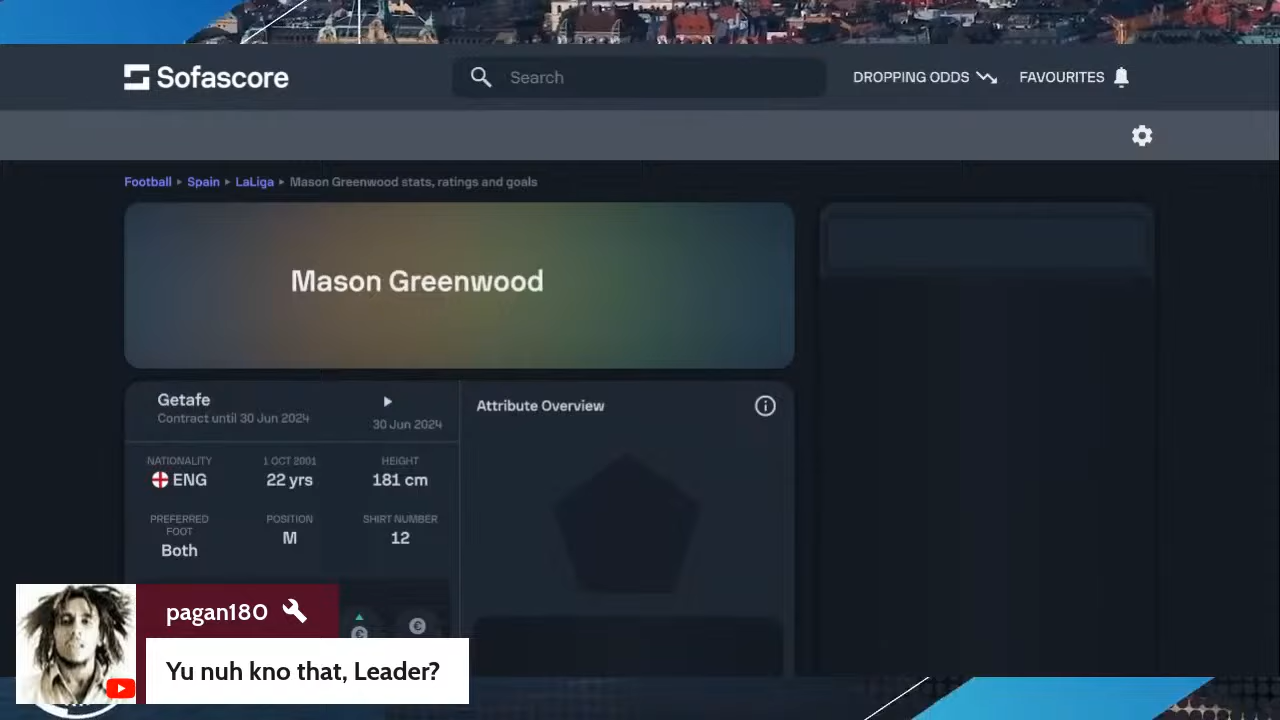 Sofascore
Search
DROPPING ODDS
FAVOURITES
Football ▸ Spain ▸ LaLiga ▸ Mason Greenwood stats, ratings and goals
Mason Greenwood
Getafe
Contract until 30 Jun 2024
30 Jun 2024
Attribute Overview
NATIONALITY
ENG
1 OCT 2001
22 yrs
HEIGHT
181 cm
PREFERRED
FOOT
Both
POSITION
M
SHIRT NUMBER
12
pagan180
Yu nuh kno that, Leader?